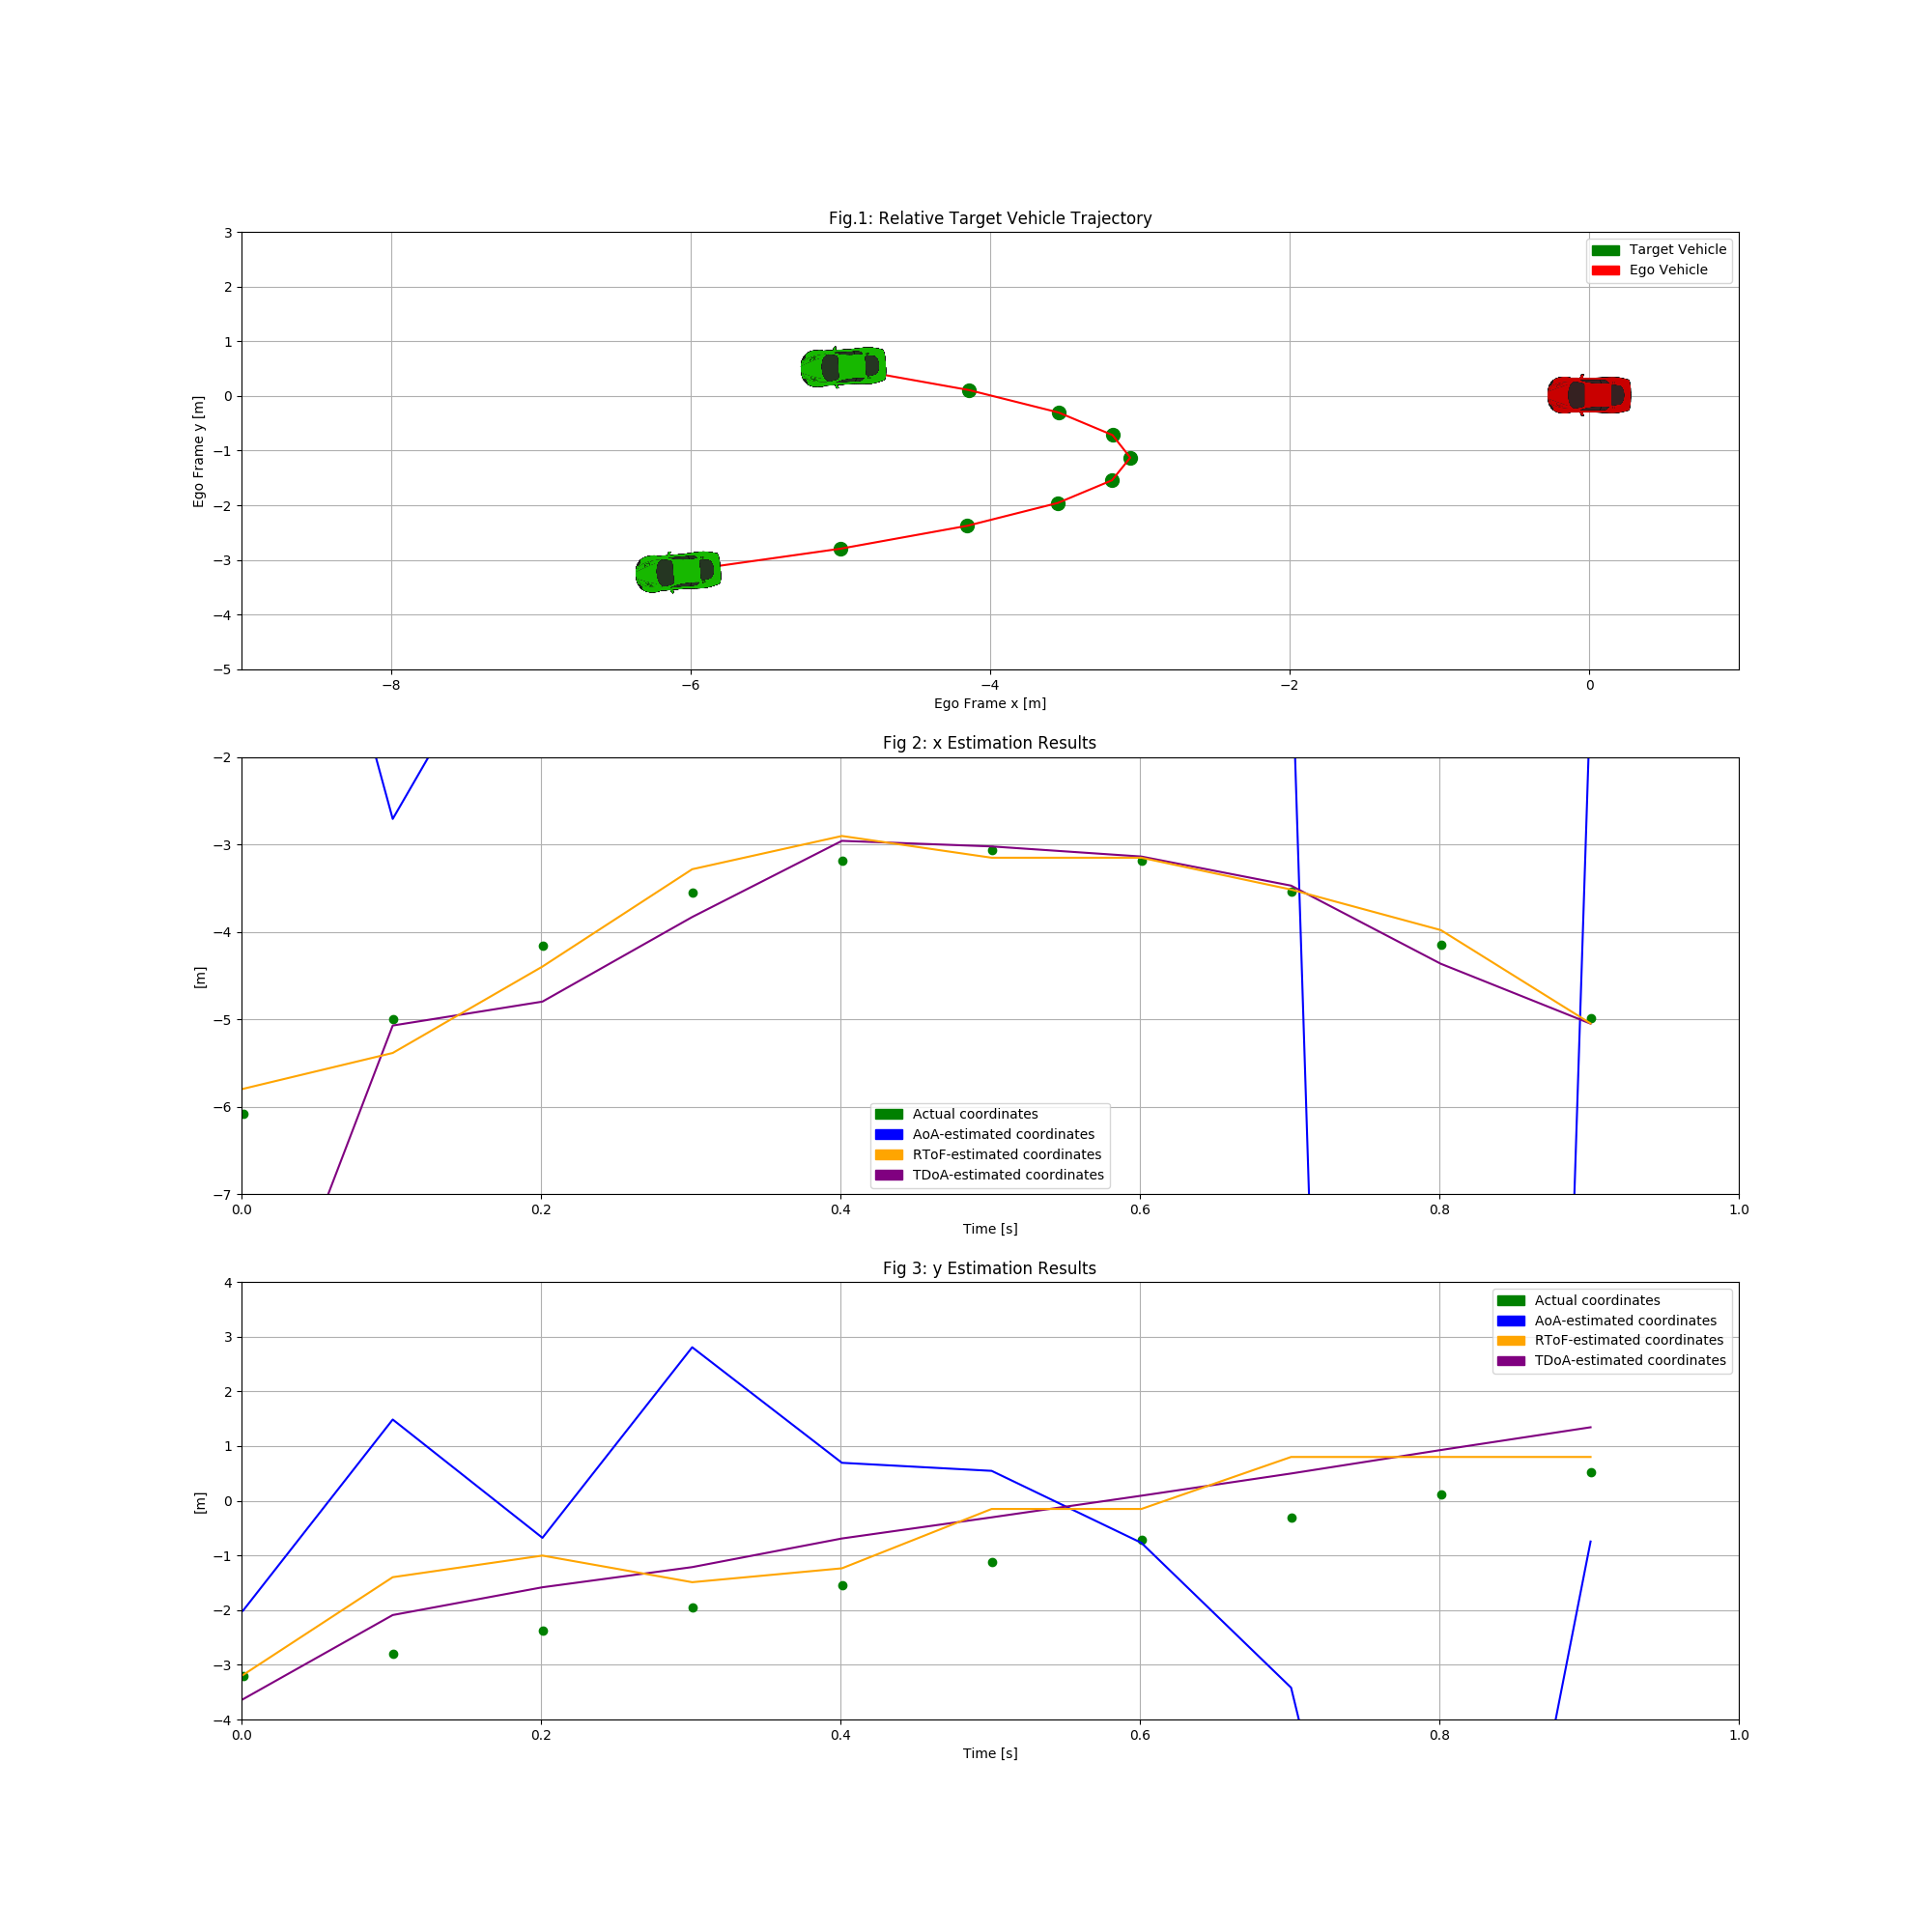 Fig.1: Relative Target Vehicle Trajectory
3
2
1
0
−1
−2
−3
−4
−5
Ego Frame y [m]
Target Vehicle
Ego Vehicle
−8
−6
−4
−2
0
Ego Frame x [m]
Fig 2: x Estimation Results
−2
−3
−4
−5
−6
−7
[m]
Actual coordinates
AoA-estimated coordinates
RToF-estimated coordinates
TDoA-estimated coordinates
0.0
0.2
0.4
0.6
0.8
1.0
Time [s]
Fig 3: y Estimation Results
4
3
2
1
0
−1
−2
−3
−4
[m]
Actual coordinates
AoA-estimated coordinates
RToF-estimated coordinates
TDoA-estimated coordinates
0.0
0.2
0.4
0.6
0.8
1.0
Time [s]